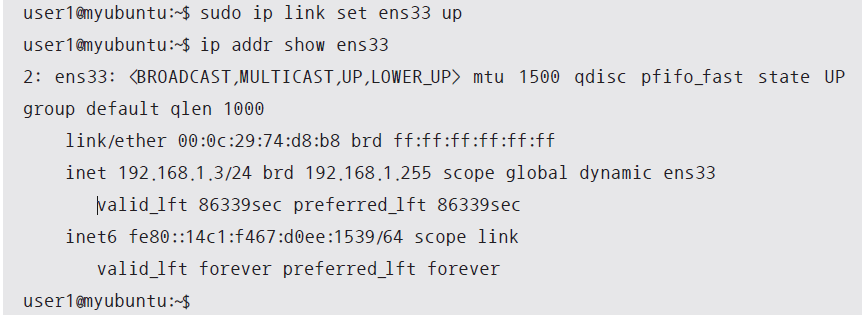 user1@myubuntu:~$ sudo ip link set ens33 up
user1@myubuntu:~$ ip addr show ens33
2: ens33: <BROADCAST,MULTICAST,UP,LOWER_UP> mtu 1500 qdisc pfifo_fast state UP
group default qlen 1000
link/ether 00:0c:29:74:d8:b8 brd ff:ff:ff:ff:ff:ff
inet 192.168.1.3/24 brd 192.168.1.255 scope global dynamic ens33
valid_lft 86339sec preferred_lft 86339sec
inet6 fe80::14c1:f467:d0ee:1539/64 scope link
valid_lft forever preferred_lft forever
user1@myubuntu:~$